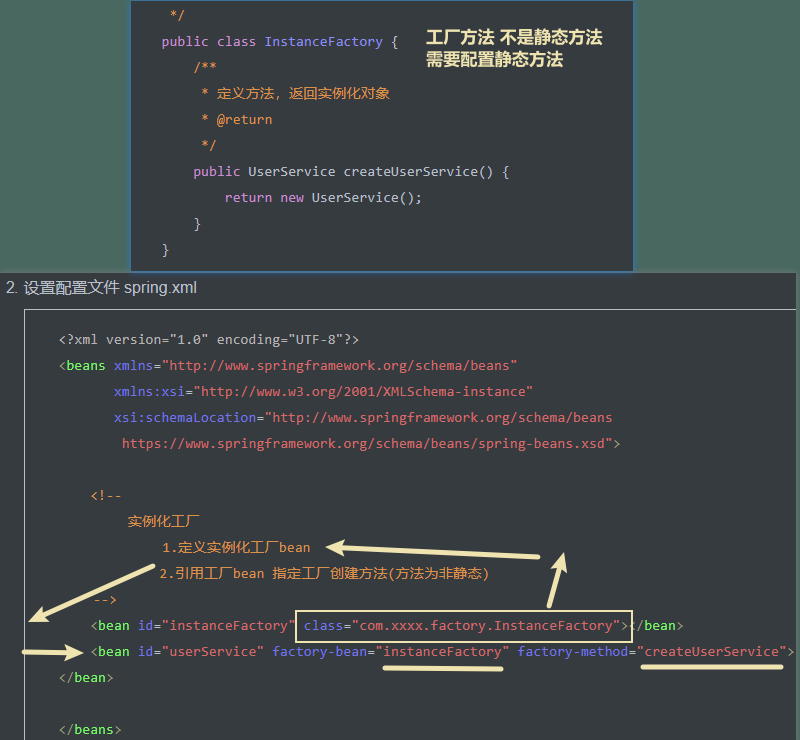 */
public class InstanceFactory {
工厂方法 不是静态方法
需要配置静态方法
/**
* 定义方法，返回实例化对象
* @return
*/
public UserService createUserService() {
return new UserService();
}
}
2. 设置配置文件 spring.xml
<?xml version="1.0" encoding="UTF-8"?>
<beans xmlns="http://www.springframework.org/schema/beans"
xmlns:xsi="http://www.w3.org/2001/XMLSchema-instance"
xsi:schemaLocation="http://www.springframework.org/schema/beans
https://www.springframework.org/schema/beans/spring-beans.xsd">
<!--
实例化工厂
1.定义实例化工厂bean
2.引用工厂bean 指定工厂创建方法(方法为非静态)
-->
<bean id="instanceFactory" class="com.xxxx.factory.InstanceFactory"></bean>
<bean id="userService" factory-bean="instanceFactory" factory-method="createUserService">
</bean>
</beans>